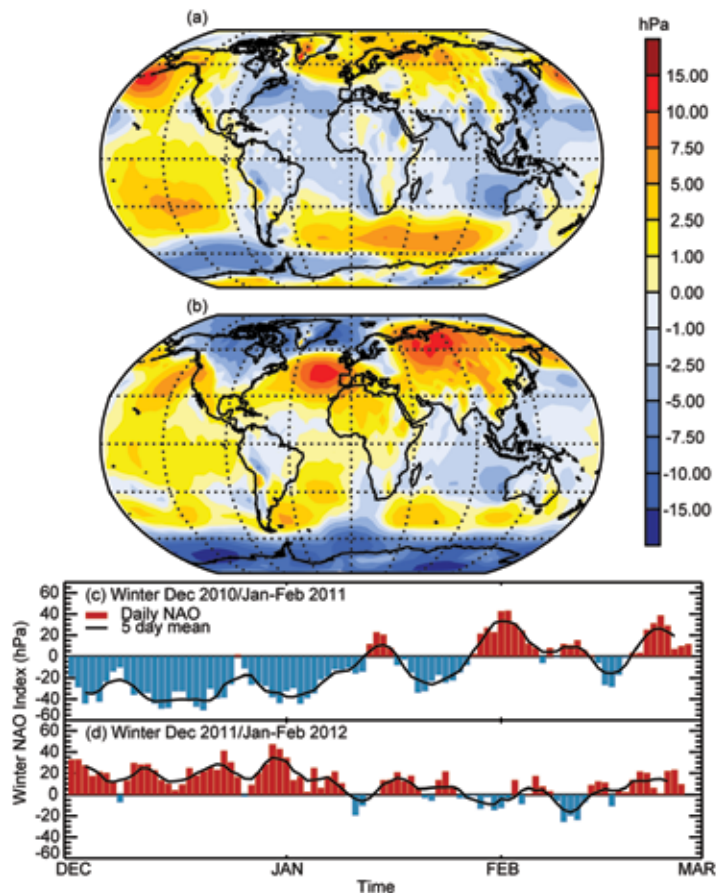 (a)
hPa
15.00
10.00
7.50
5.00
2.50
1.00
0.00
-1.00
-2.50
-5.00
-7.50
-10.00
-15.00
(b)
Winter NAO Index (hPa)
60
40
20
0
-20
-40
-60
(c) Winter Dec 2010/Jan-Feb 2011
Daily NAO
5 day mean
60
40
20
0
-20
-40
-60
(d) Winter Dec 2011/Jan-Feb 2012
DEC JAN FEB MAR
Time